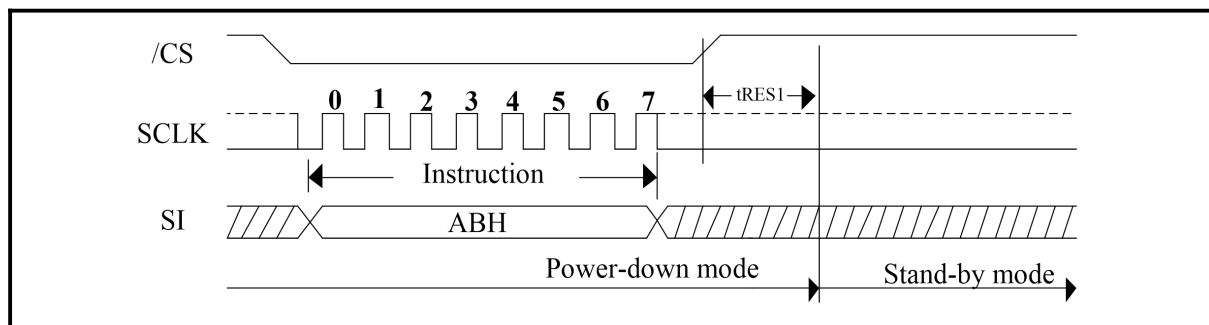 /CS
0 1 2 3 4 5 6 7
tRES1
SCLK
Instruction
SI
ABH
Power-down mode
Stand-by mode